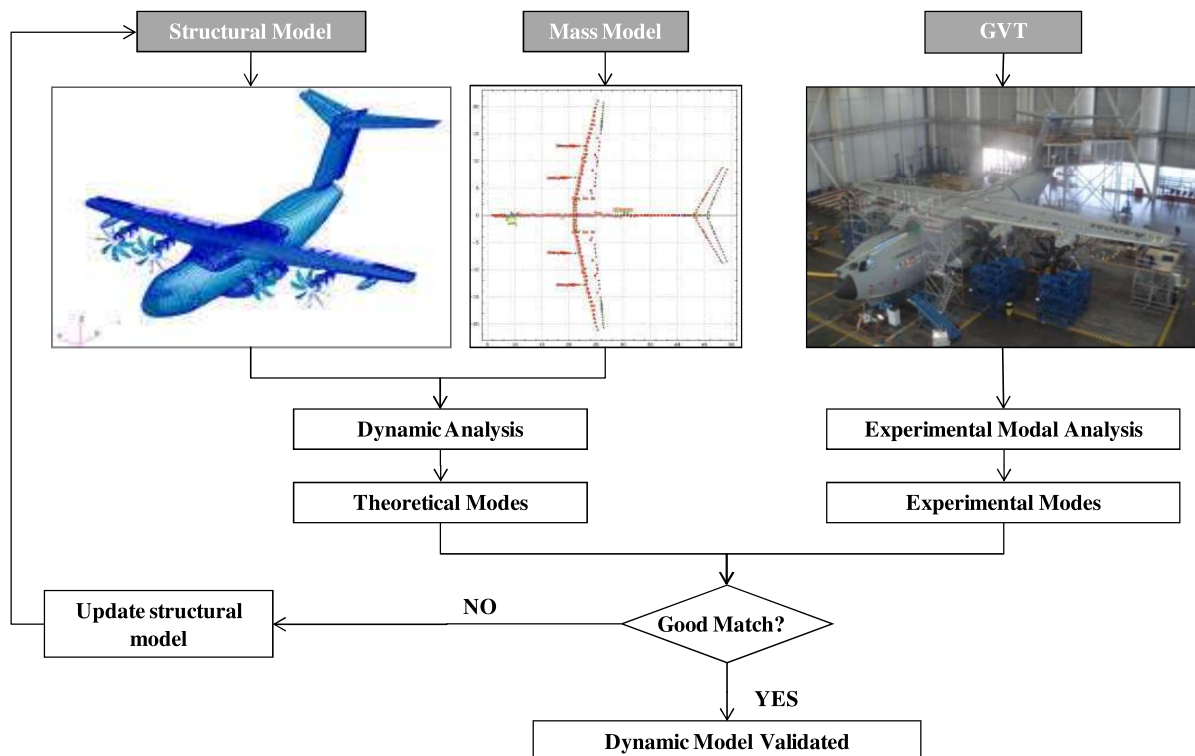 Structural Model
Mass Model
GVT
Dynamic Analysis
Experimental Modal Analysis
Theoretical Modes
Experimental Modes
Update structural
model
NO
Good Match?
YES
Dynamic Model Validated